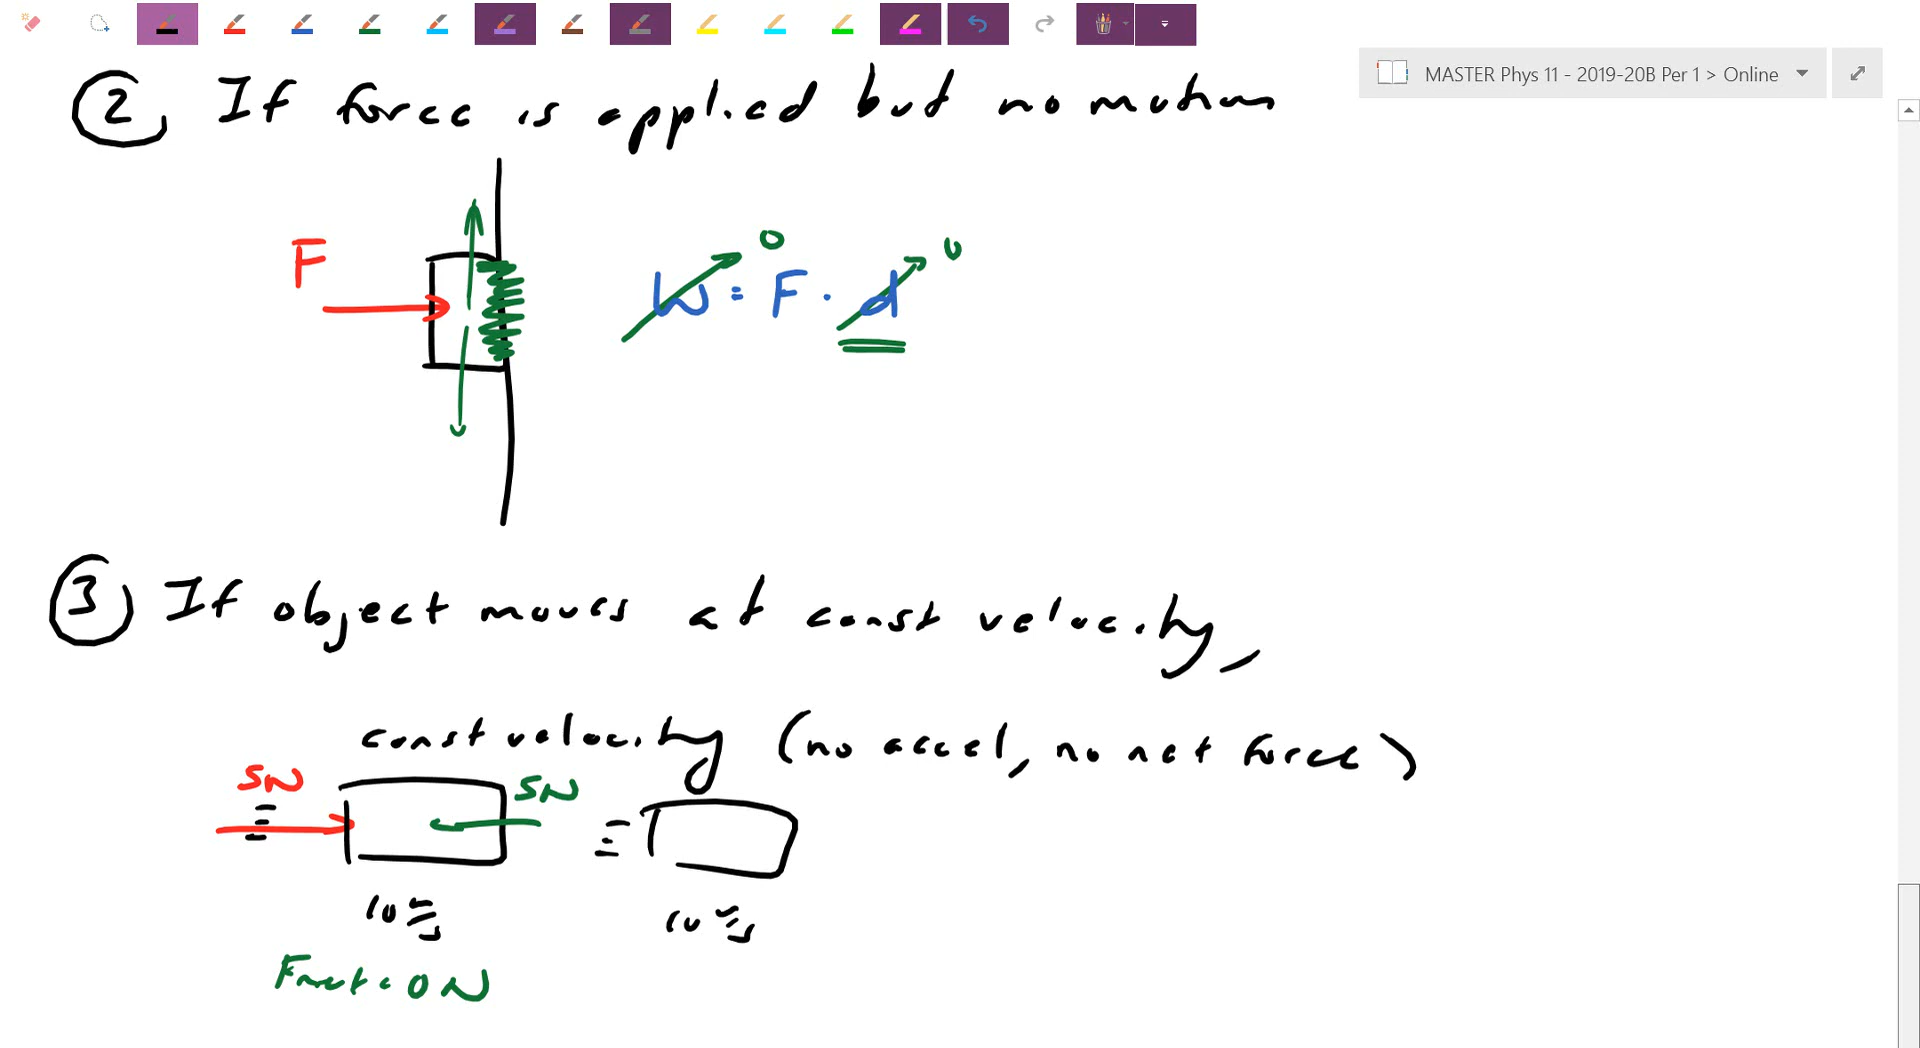 MASTER Phys 11 - 2019-20B Per 1 > Online
② If force is applied but no motion
F
W = F · d
0
0
③ If object moves at const velocity,
const velocity (no accel, no net force)
5N
5N
10 m/s
10 m/s
Fnet = 0 N